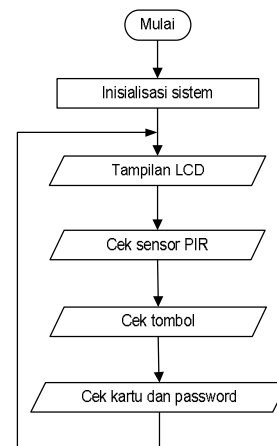 Mulai
Inisialisasi sistem
Tampilan LCD
Cek sensor PIR
Cek tombol
Cek kartu dan password